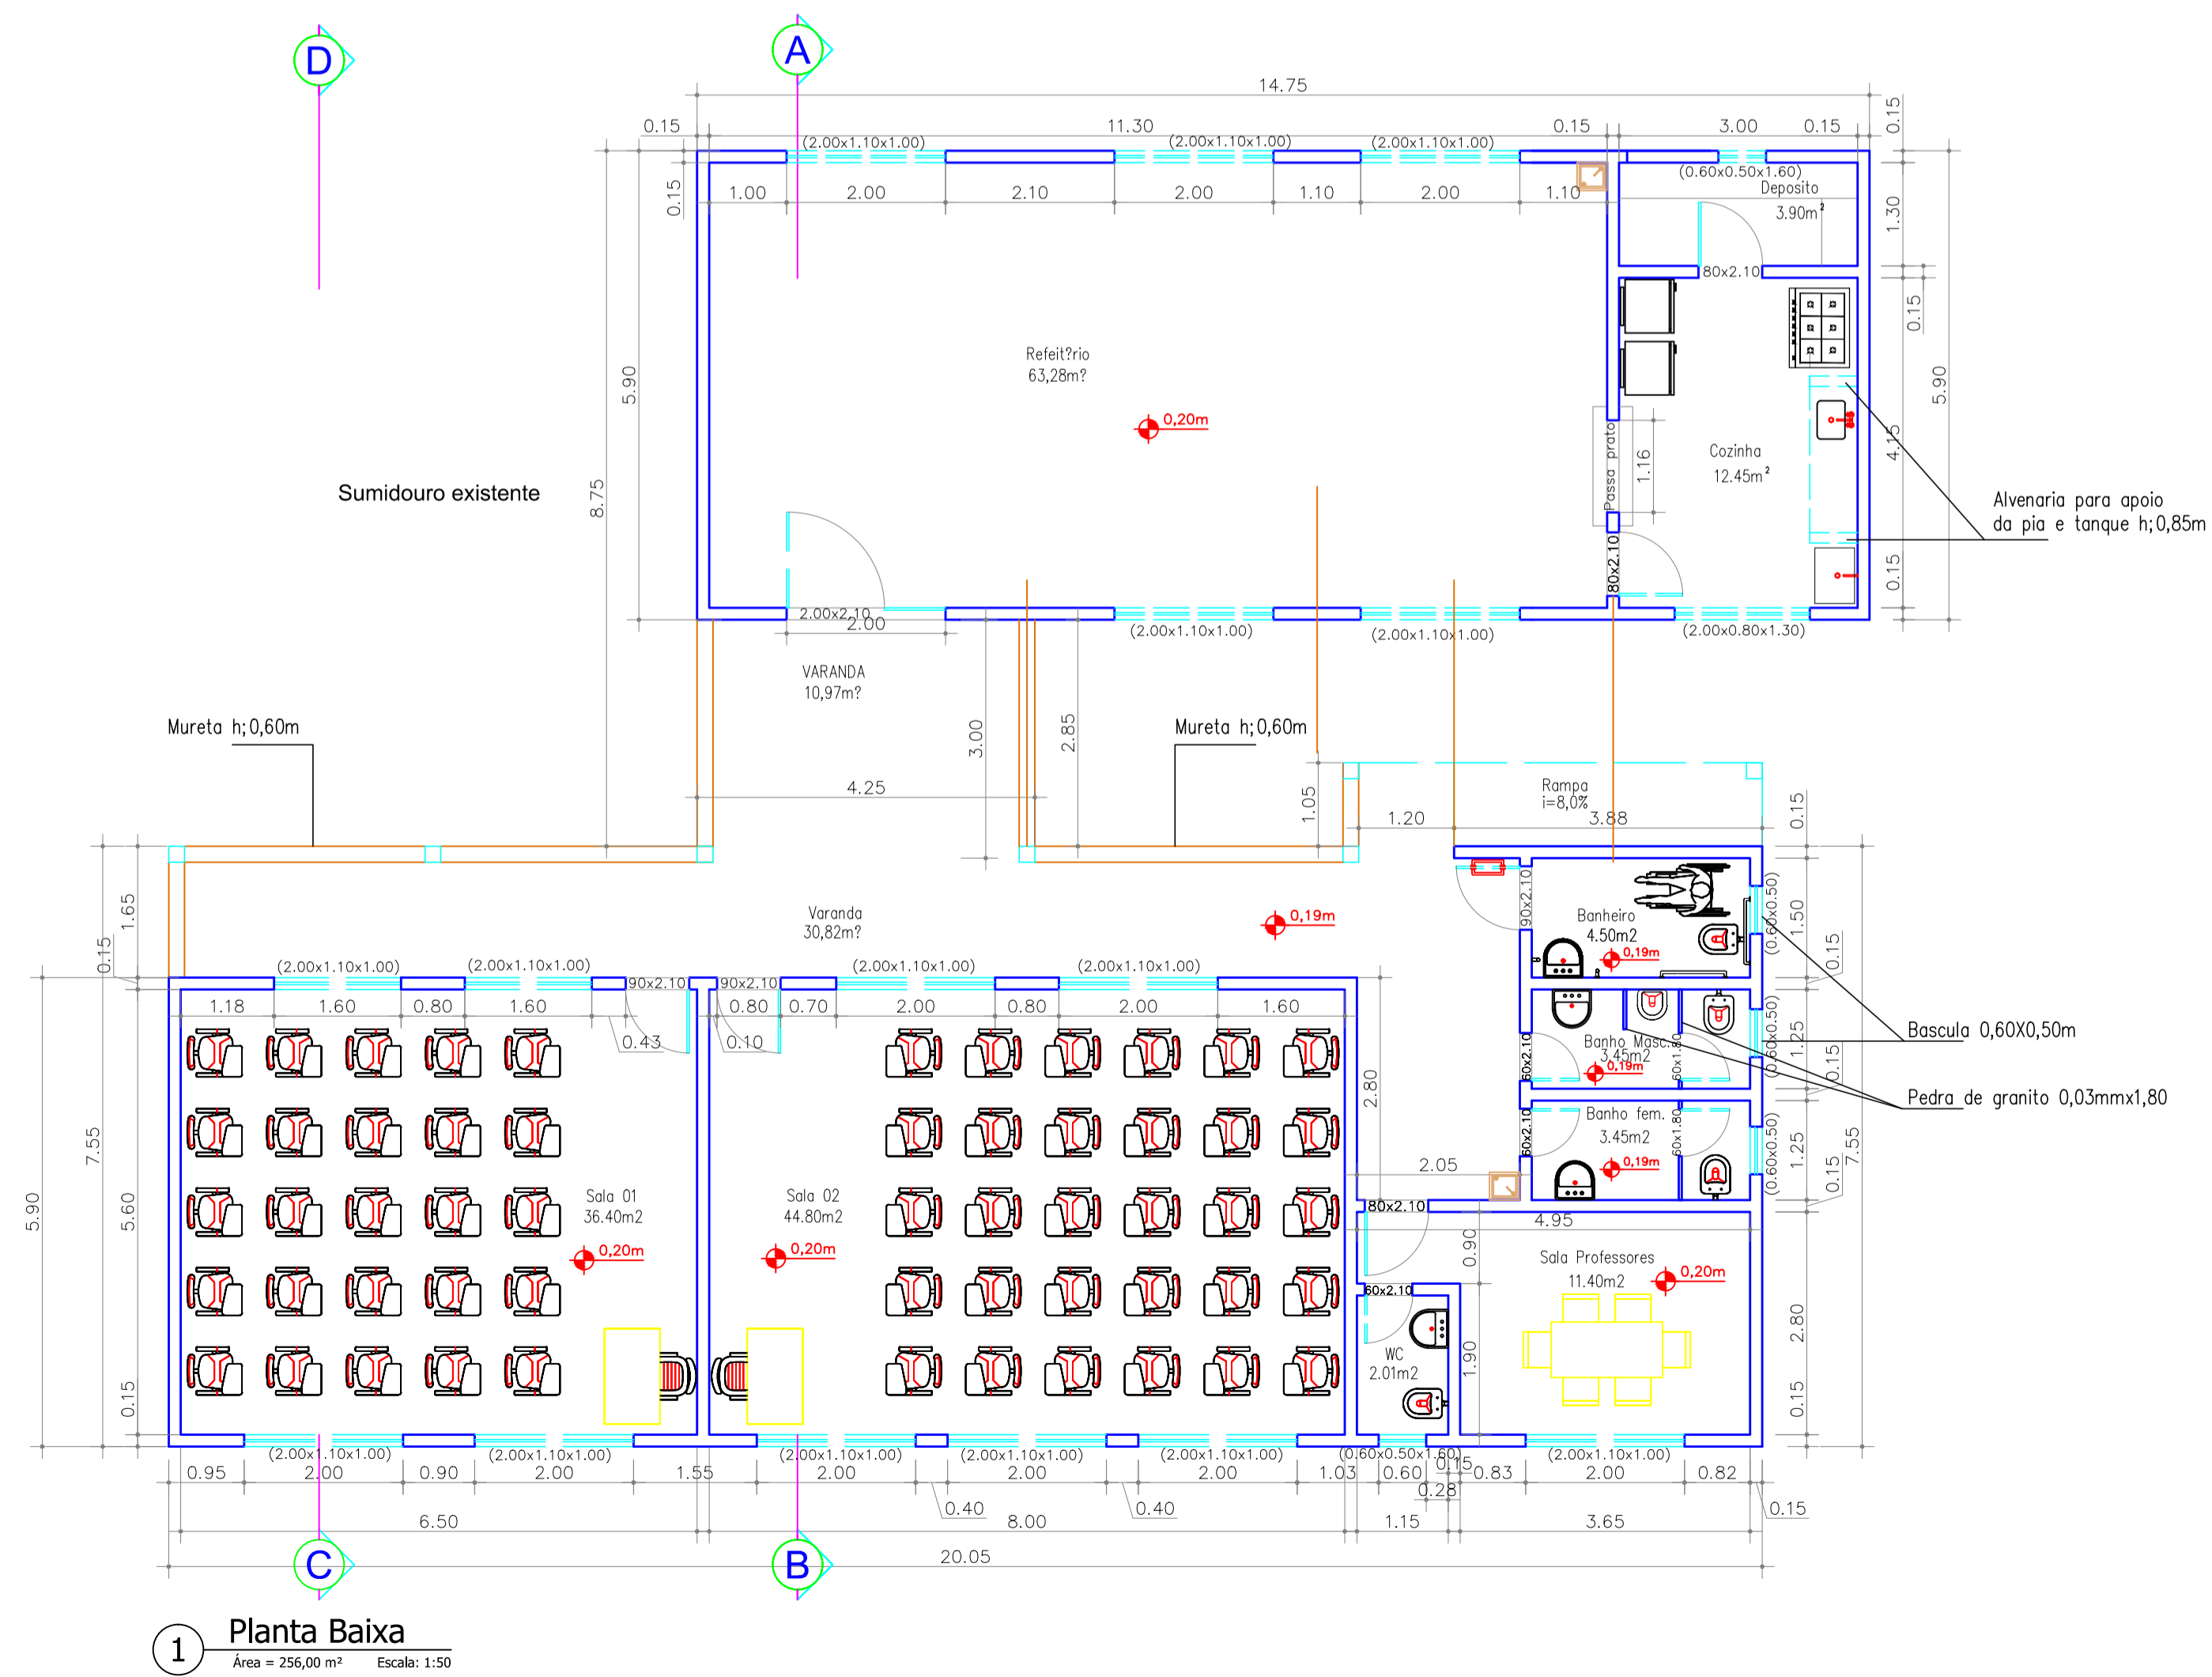 D
A
14.75
0.15
11.30
0.15
3.00
0.15
0.15
(2.00x1.10x1.00)
(2.00x1.10x1.00)
(2.00x1.10x1.00)
(0.60x0.50x1.60)
Deposito
3.90m²
0.15
1.00
2.00
2.10
2.00
1.10
2.00
1.10
1.30
80x2.10
0.15
Refeit?rio
63,28m?
5.90
5.90
0,20m
Passa prato
1.16
Cozinha
12.45m²
4.15
Sumidouro existente
8.75
Alvenaria para apoio
da pia e tanque h;0,85m
80x2.10
0.15
2.00x2.10
2.00
(2.00x1.10x1.00)
(2.00x1.10x1.00)
(2.00x0.80x1.30)
VARANDA
10,97m?
Mureta h;0,60m
3.00
2.85
Mureta h;0,60m
4.25
1.05
Rampa
i=8,0%
1.20
3.88
0.15
1.65
0.15
Varanda
30,82m?
0,19m
90x2.10
Banheiro
4.50m2
0,19m
(0.60x0.50)
1.50
0.15
(2.00x1.10x1.00)
(2.00x1.10x1.00)
90x2.10
90x2.10
(2.00x1.10x1.00)
(2.00x1.10x1.00)
1.18
1.60
0.80
1.60
0.80
0.70
2.00
0.80
2.00
1.60
0.43
0.10
60x2.10
Banho Masc.
3.45m2
0,19m
60x1.80
(0.60x0.50)
1.25
0.15
Bascula 0,60X0,50m
Pedra de granito 0,03mmx1,80
2.80
60x2.10
Banho fem.
3.45m2
0,19m
60x1.80
(0.60x0.50)
1.25
0.15
7.55
7.55
5.90
5.60
Sala 01
36.40m2
0,20m
Sala 02
44.80m2
0,20m
2.05
80x2.10
4.95
0.90
Sala Professores
11.40m2
0,20m
60x2.10
WC
2.01m2
1.90
2.80
0.15
0.15
(2.00x1.10x1.00)
(2.00x1.10x1.00)
(2.00x1.10x1.00)
(2.00x1.10x1.00)
(2.00x1.10x1.00)
(0.60x0.50x1.60)
(2.00x1.10x1.00)
0.95
2.00
0.90
2.00
1.55
2.00
2.00
2.00
1.03
0.60
0.15
0.83
2.00
0.82
0.28
0.40
0.40
0.15
6.50
8.00
1.15
3.65
20.05
C
B
1
Planta Baixa
Área = 256,00 m²
Escala: 1:50